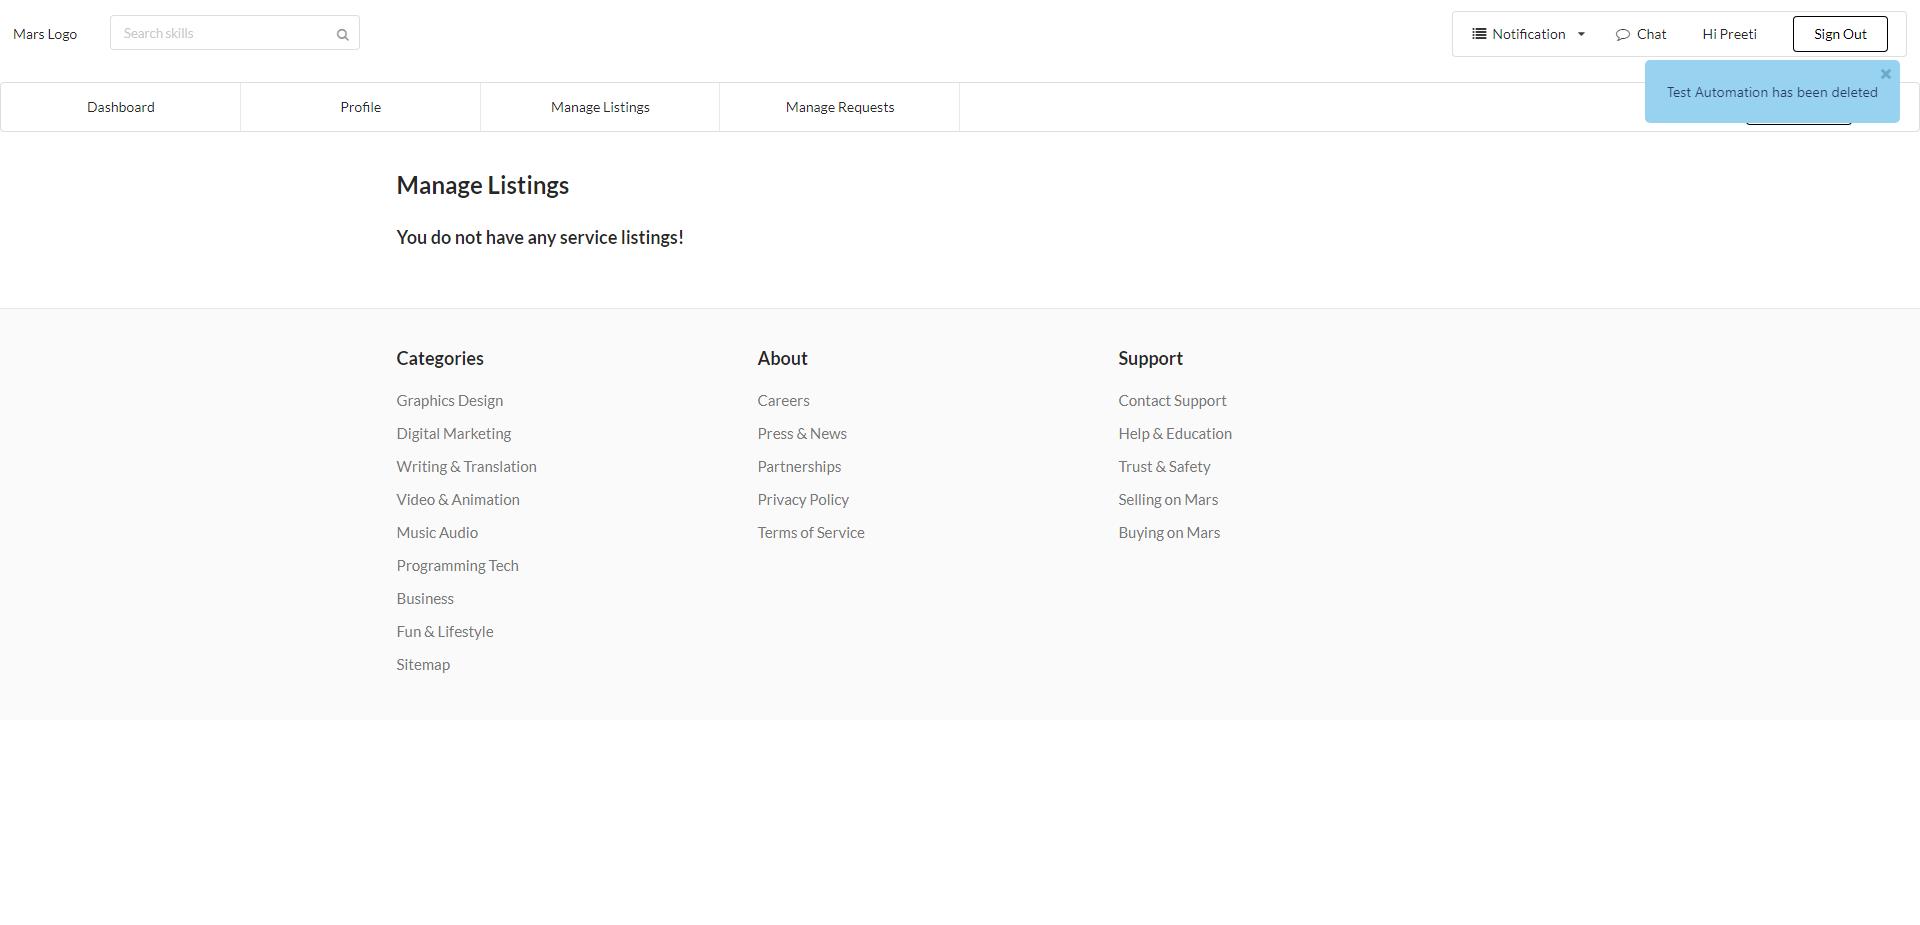 Mars Logo
Search skills
Notification
Chat
Hi Preeti
Sign Out
Test Automation has been deleted
Dashboard
Profile
Manage Listings
Manage Requests
Manage Listings
You do not have any service listings!
Categories
Graphics Design
Digital Marketing
Writing & Translation
Video & Animation
Music Audio
Programming Tech
Business
Fun & Lifestyle
Sitemap
About
Careers
Press & News
Partnerships
Privacy Policy
Terms of Service
Support
Contact Support
Help & Education
Trust & Safety
Selling on Mars
Buying on Mars